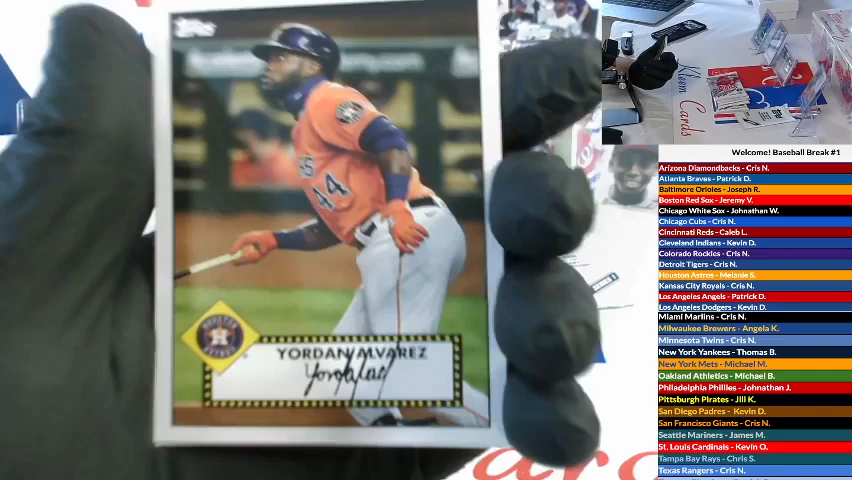 Topps
44
HOUSTON
YORDAN ALVAREZ
Kleem
Cards
Welcome! Baseball Break #1
Arizona Diamondbacks - Cris N.
Atlanta Braves - Patrick D.
Baltimore Orioles - Joseph R.
Boston Red Sox - Jeremy V.
Chicago White Sox - Johnathan W.
Chicago Cubs - Cris N.
Cincinnati Reds - Caleb L.
Cleveland Indians - Kevin D.
Colorado Rockies - Cris N.
Detroit Tigers - Cris N.
Houston Astros - Melanie S.
Kansas City Royals - Cris N.
Los Angeles Angels - Patrick D.
Los Angeles Dodgers - Kevin D.
Miami Marlins - Cris N.
Milwaukee Brewers - Angela K.
Minnesota Twins - Cris N.
New York Yankees - Thomas B.
New York Mets - Michael M.
Oakland Athletics - Michael B.
Philadelphia Phillies - Johnathan J.
Pittsburgh Pirates - Jill K.
San Diego Padres - Kevin D.
San Francisco Giants - Cris N.
Seattle Mariners - James M.
St. Louis Cardinals - Kevin O.
Tampa Bay Rays - Chris S.
Texas Rangers - Cris N.